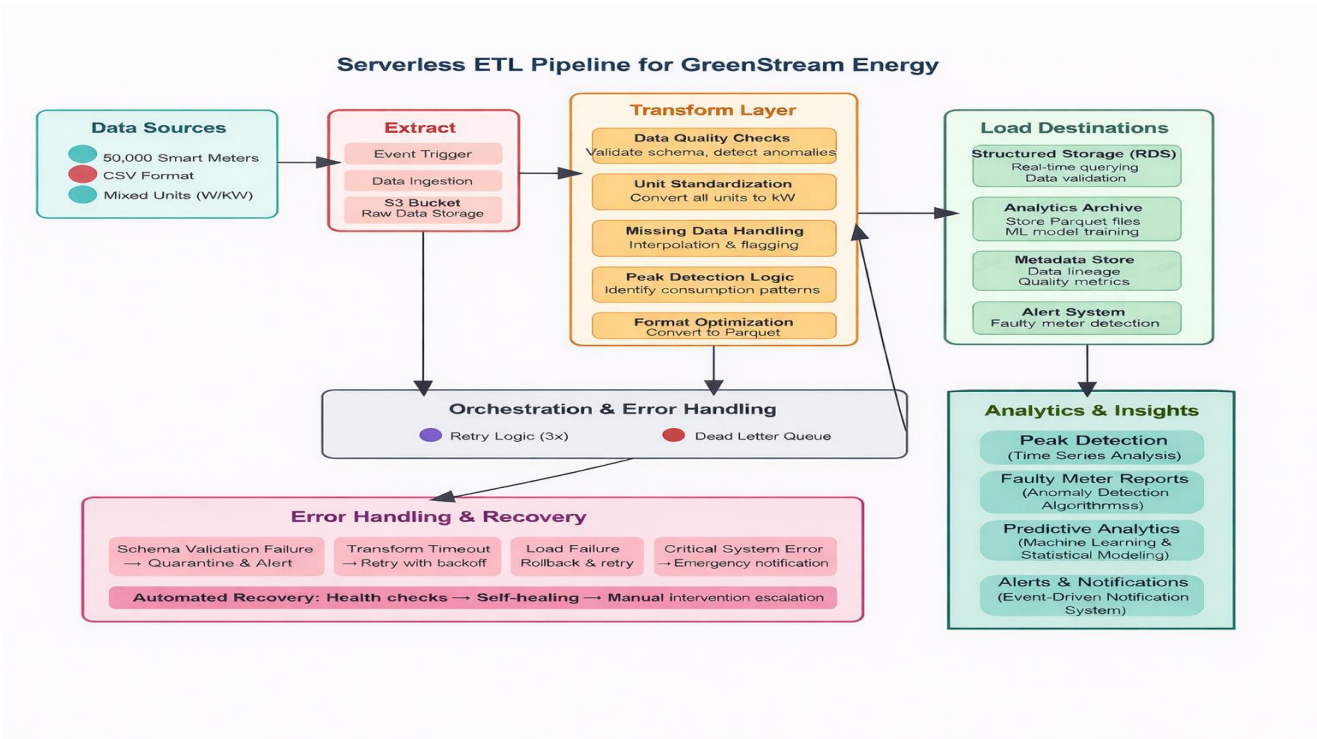 Serverless ETL Pipeline for GreenStream Energy
Data Sources
50,000 Smart Meters
CSV Format
Mixed Units (W/KW)
Extract
Event Trigger
Data Ingestion
S3 Bucket
Raw Data Storage
Transform Layer
Data Quality Checks
Validate schema, detect anomalies
Unit Standardization
Convert all units to kW
Missing Data Handling
Interpolation & flagging
Peak Detection Logic
Identify consumption patterns
Format Optimization
Convert to Parquet
Load Destinations
Structured Storage (RDS)
Real-time querying
Data validation
Analytics Archive
Store Parquet files
ML model training
Metadata Store
Data lineage
Quality metrics
Alert System
Faulty meter detection
Orchestration & Error Handling
Retry Logic (3x)
Dead Letter Queue
Error Handling & Recovery
Schema Validation Failure
→ Quarantine & Alert
Transform Timeout
→ Retry with backoff
Load Failure
Rollback & retry
Critical System Error
→ Emergency notification
Automated Recovery: Health checks → Self-healing → Manual intervention escalation
Analytics & Insights
Peak Detection
(Time Series Analysis)
Faulty Meter Reports
(Anomaly Detection
Algorithmss)
Predictive Analytics
(Machine Learning &
Statistical Modeling)
Alerts & Notifications
(Event-Driven Notification
System)